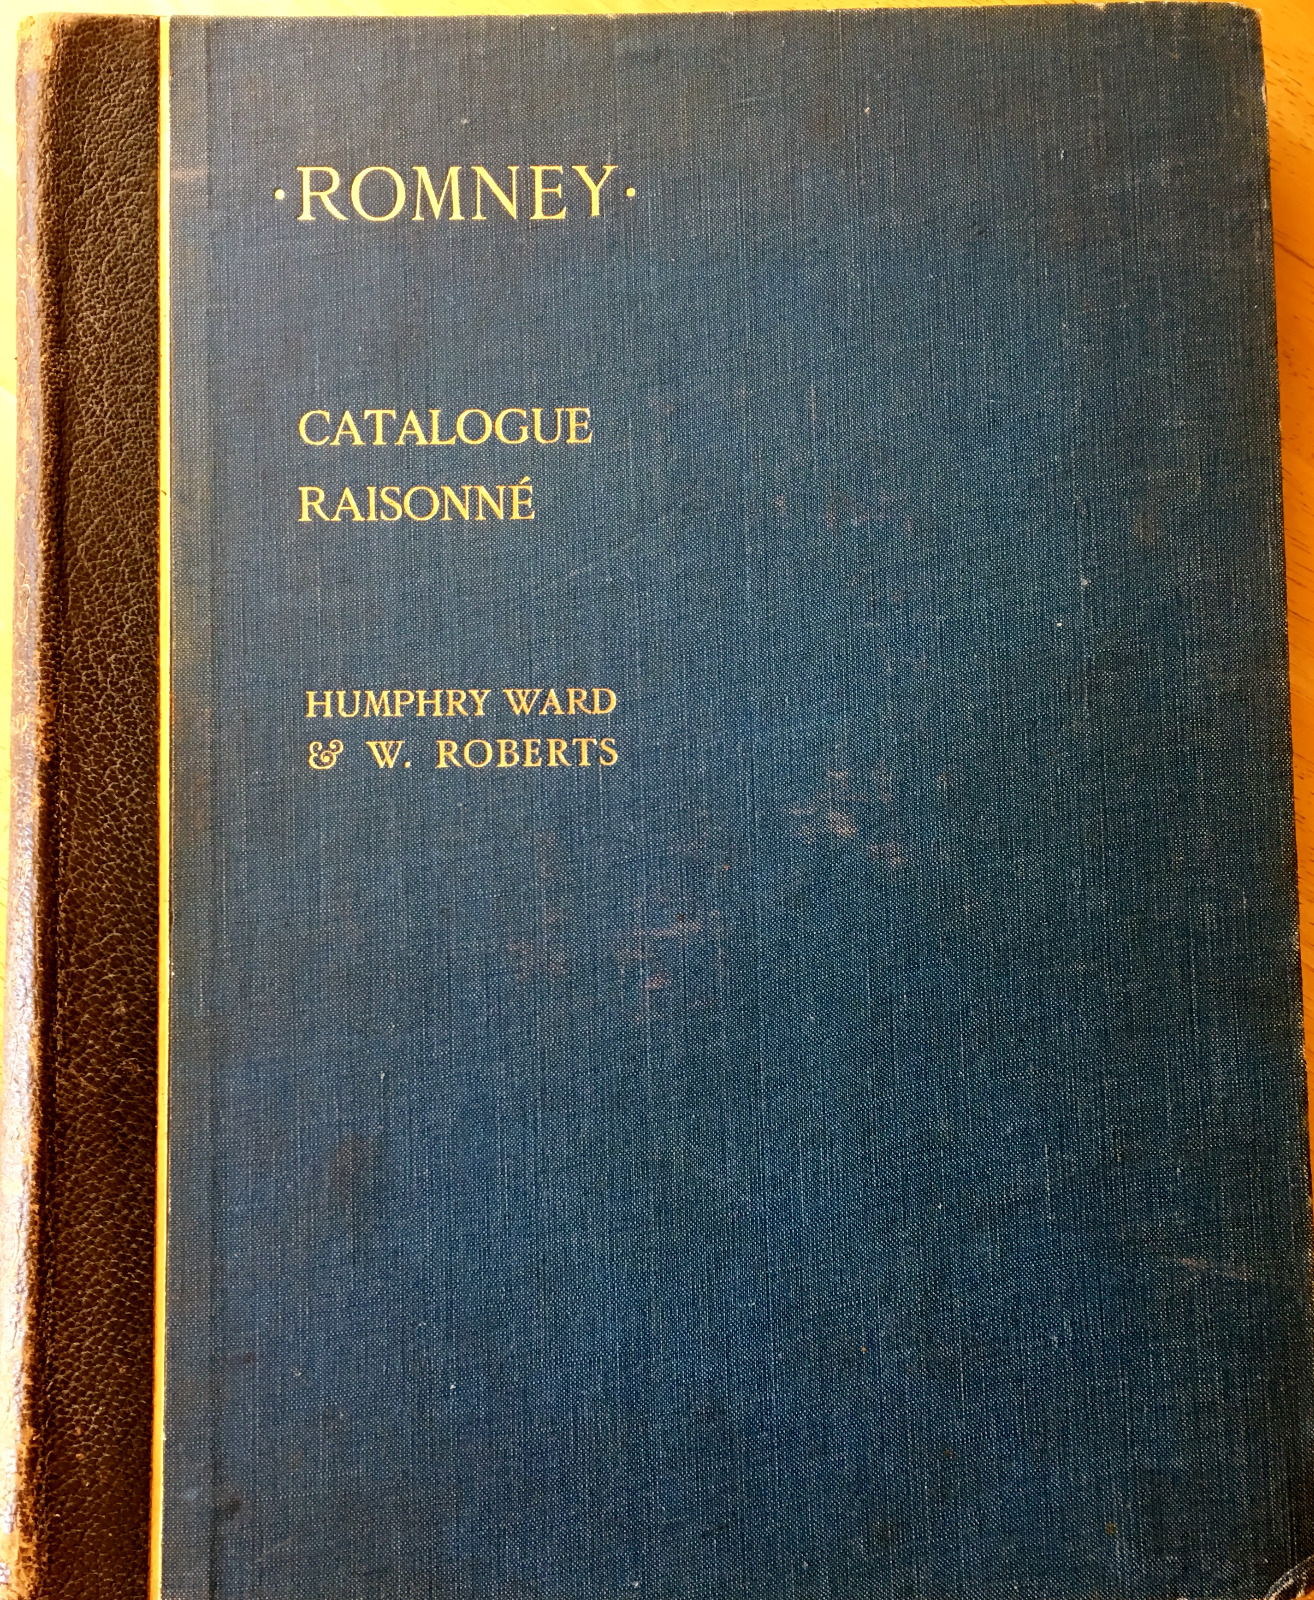 ·ROMNEY·
CATALOGUE
RAISONNÉ
HUMPHRY WARD
& W. ROBERTS